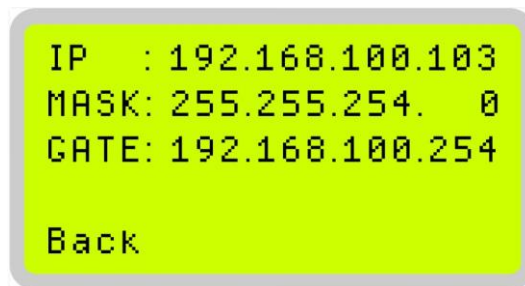 IP  : 192.168.100.103
MASK: 255.255.254.  0
GATE: 192.168.100.254
Back